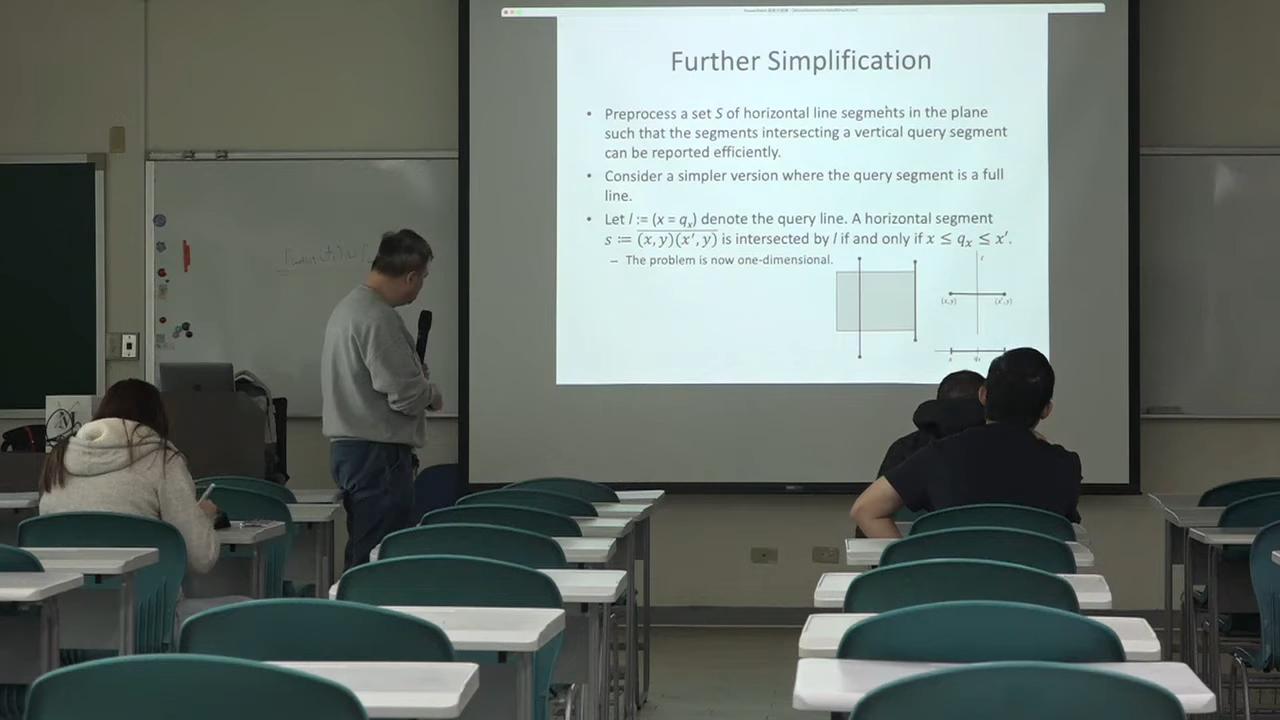 Further Simplification
• Preprocess a set S of horizontal line segments in the plane
such that the segments intersecting a vertical query segment
can be reported efficiently.
• Consider a simpler version where the query segment is a full
line.
• Let l := (x = qₓ) denote the query line. A horizontal segment
s ≔ \overline{(x, y)(x′, y)} is intersected by l if and only if x ≤ qₓ ≤ x′.
– The problem is now one-dimensional.
(x,y) (x′,y)